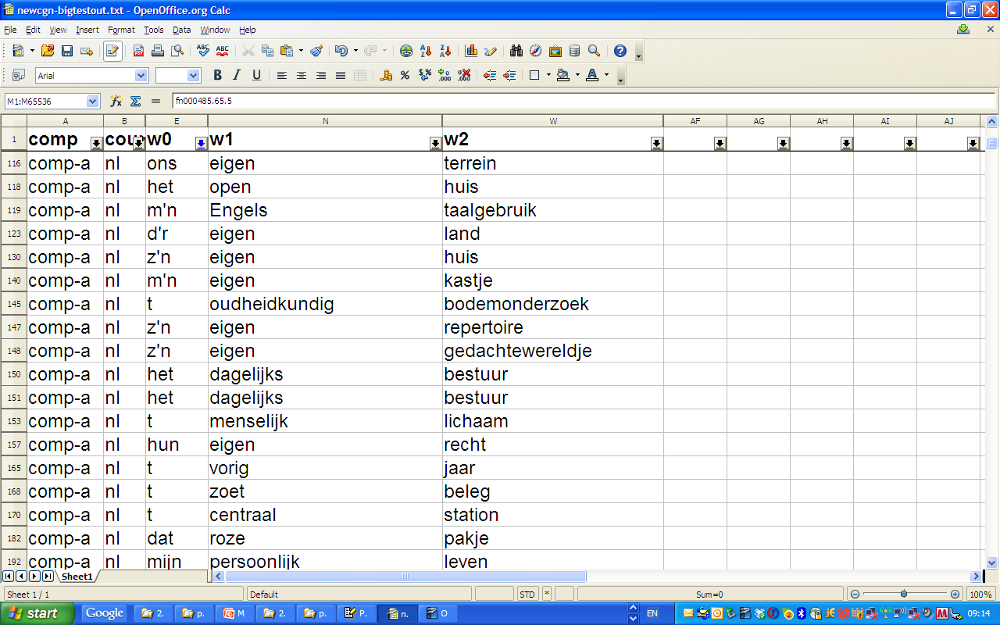 newcgn-bigtestout.txt - OpenOffice.org Calc
File Edit View Insert Format Tools Data Window Help
Arial
M1:M65536 fn000485.65.5
A B E N W AF AG AH AI AJ
1 comp cou w0 w1 w2
116 comp-a nl ons eigen terrein
118 comp-a nl het open huis
119 comp-a nl m'n Engels taalgebruik
123 comp-a nl d'r eigen land
130 comp-a nl z'n eigen huis
140 comp-a nl m'n eigen kastje
145 comp-a nl t oudheidkundig bodemonderzoek
147 comp-a nl z'n eigen repertoire
148 comp-a nl z'n eigen gedachtewereldje
150 comp-a nl het dagelijks bestuur
151 comp-a nl het dagelijks bestuur
153 comp-a nl t menselijk lichaam
157 comp-a nl hun eigen recht
165 comp-a nl t vorig jaar
168 comp-a nl t zoet beleg
170 comp-a nl t centraal station
182 comp-a nl dat roze pakje
192 comp-a nl mijn persoonlijk leven
Sheet1
Sheet 1 / 1 Default STD * Sum=0 100%
start Google 2. p. M 2. p. P. n. O EN 09:14